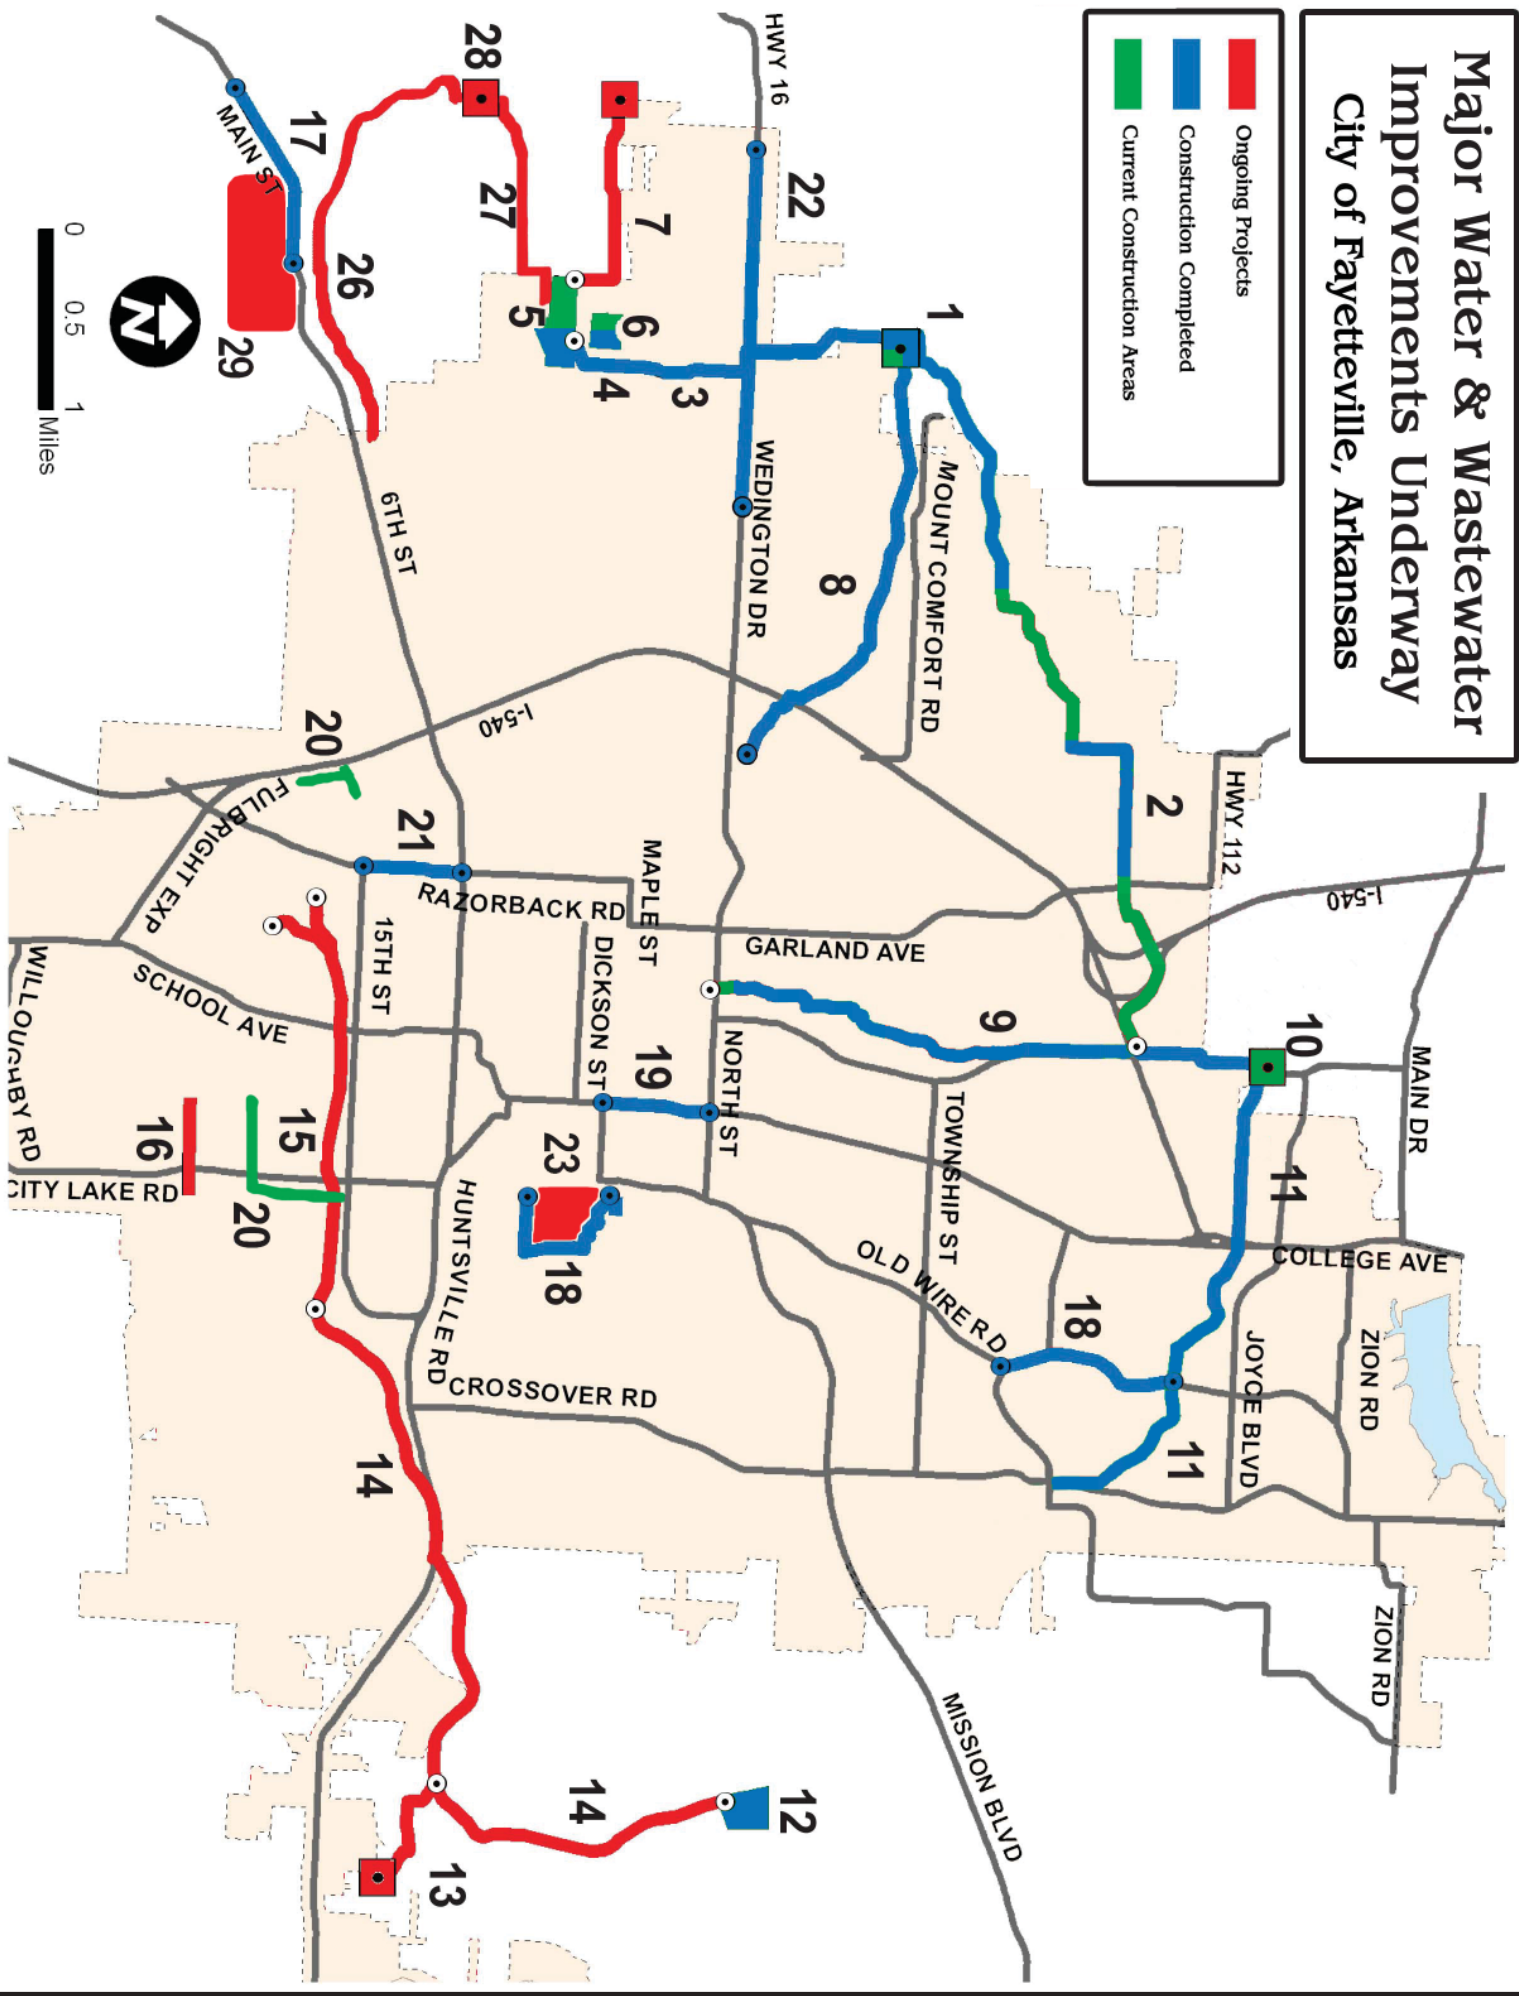 Major Water & Wastewater
Improvements Underway
City of Fayetteville, Arkansas
Ongoing Projects
Construction Completed
Current Construction Areas
HWY 16
22
1
28
7
27
17
MAIN ST
26
29
5
6
4
3
0 0.5 1
Miles
N
6TH ST
WEDINGTON DR
MOUNT COMFORT RD
8
2
HWY 112
I-540
I-540
20
FULBRIGHT EXP
21
RAZORBACK RD
MAPLE ST
GARLAND AVE
15TH ST
DICKSON ST
SCHOOL AVE
WILLOUGHBY RD
CITY LAKE RD
16
15
20
19
NORTH ST
23
18
9
10
MAIN DR
TOWNSHIP ST
11
COLLEGE AVE
OLD WIRE RD
18
JOYCE BLVD
ZION RD
HUNTSVILLE RD
CROSSOVER RD
14
11
ZION RD
MISSION BLVD
14
12
13